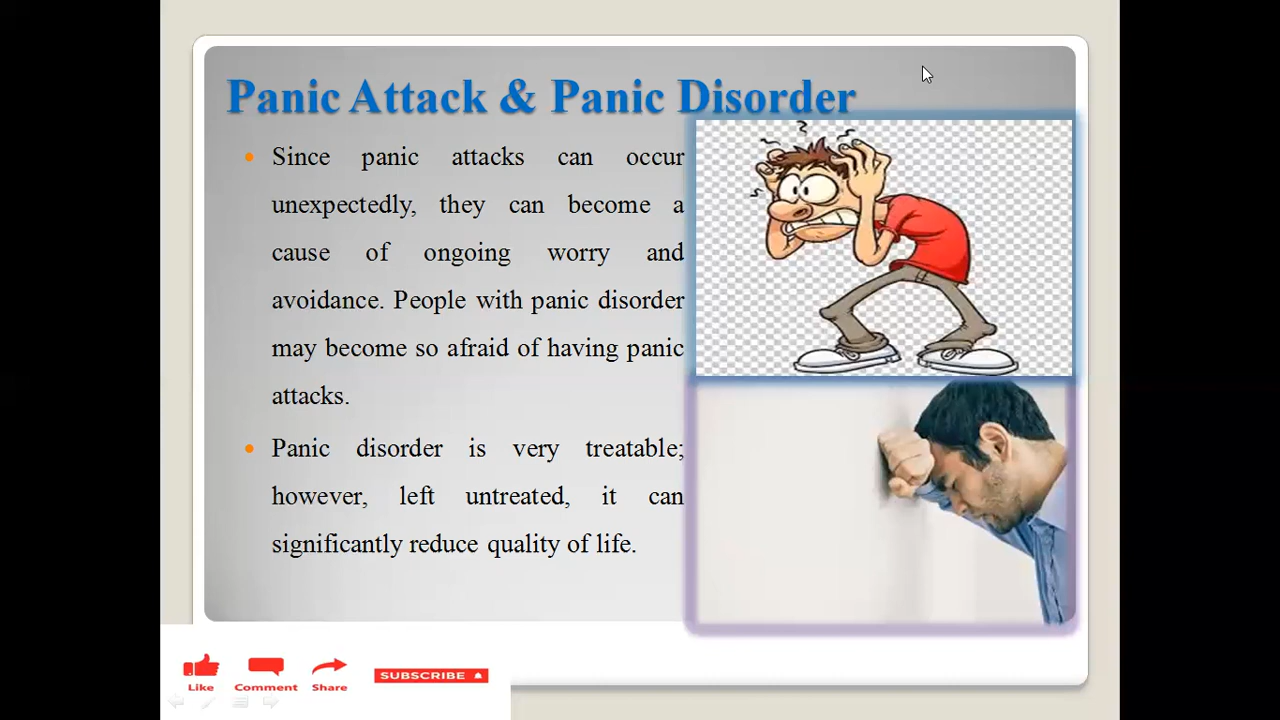 Panic Attack & Panic Disorder
Since panic attacks can occur
unexpectedly, they can become a
cause of ongoing worry and
avoidance. People with panic disorder
may become so afraid of having panic
attacks.
Panic disorder is very treatable;
however, left untreated, it can
significantly reduce quality of life.
Like Comment Share SUBSCRIBE